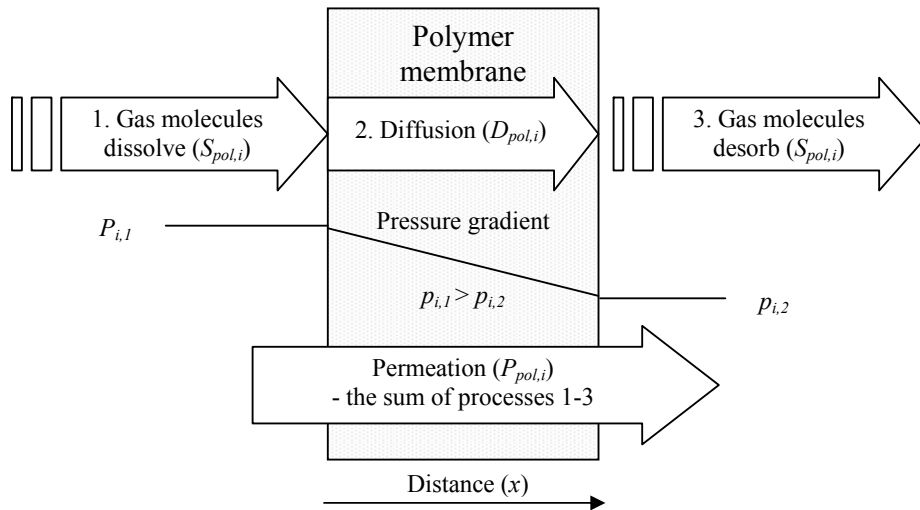 Polymer
membrane
1. Gas molecules
dissolve (S_pol,i)
2. Diffusion (D_pol,i)
3. Gas molecules
desorb (S_pol,i)
P_i,1
Pressure gradient
p_i,1 > p_i,2
p_i,2
Permeation (P_pol,i)
- the sum of processes 1-3
Distance (x)